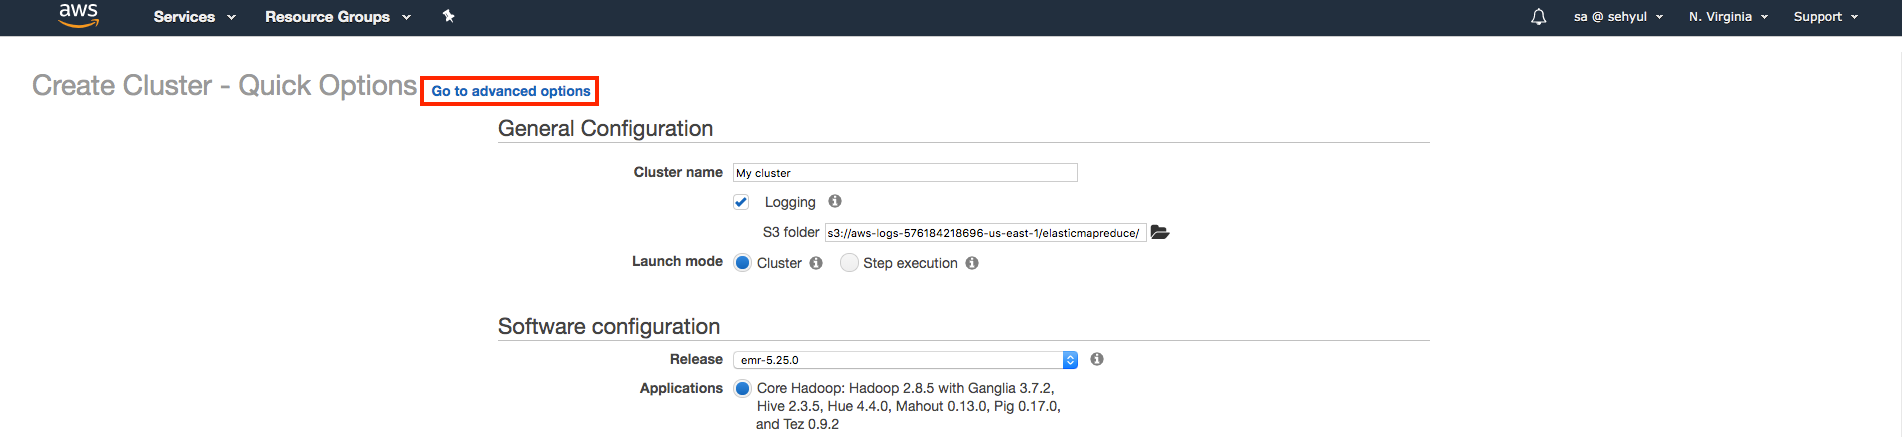 aws Services Resource Groups sa @ sehyul N. Virginia Support
Create Cluster - Quick Options Go to advanced options
General Configuration
Cluster name My cluster
Logging
S3 folder s3://aws-logs-576184218696-us-east-1/elasticmapreduce/
Launch mode Cluster Step execution
Software configuration
Release emr-5.25.0
Applications Core Hadoop: Hadoop 2.8.5 with Ganglia 3.7.2,
Hive 2.3.5, Hue 4.4.0, Mahout 0.13.0, Pig 0.17.0,
and Tez 0.9.2